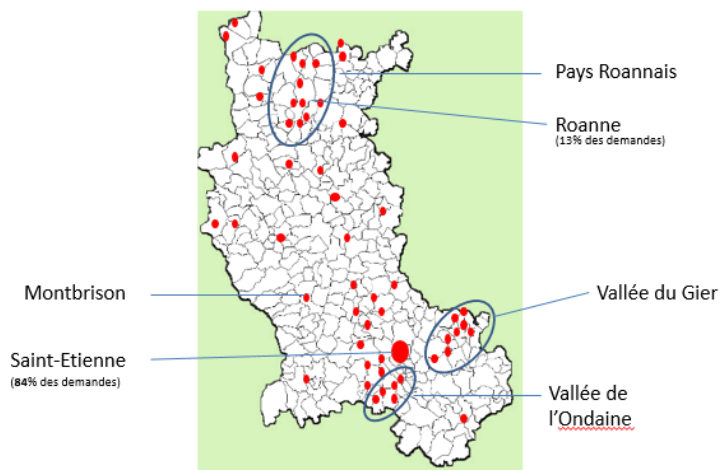 Pays Roannais
Roanne
(13% des demandes)
Montbrison
Vallée du Gier
Saint-Etienne
(84% des demandes)
Vallée de
l'Ondaine